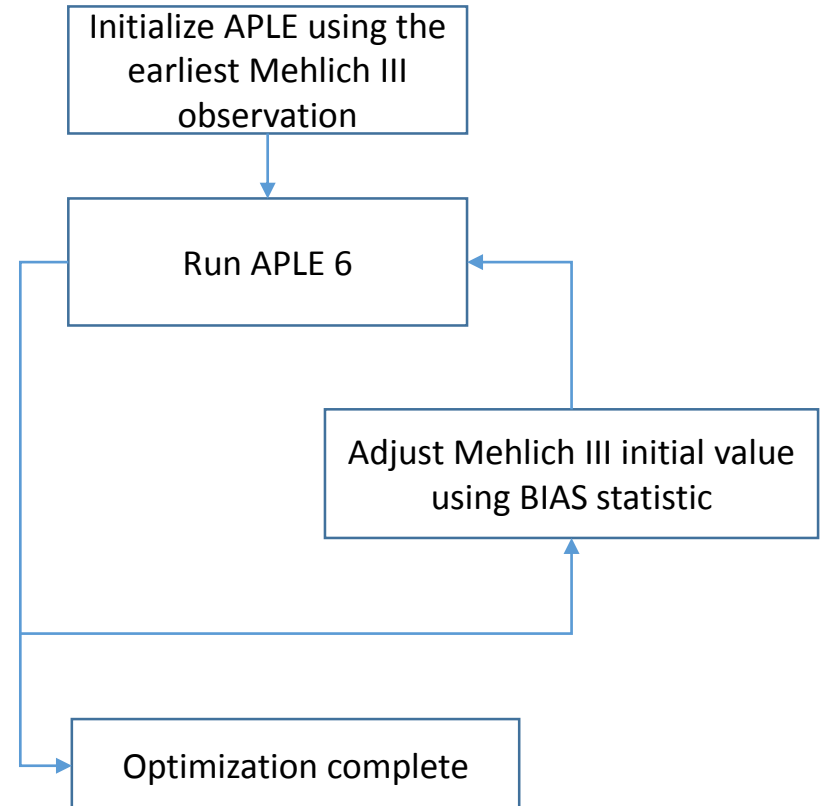 Initialize APLE using the
earliest Mehlich III
observation
Run APLE 6
Adjust Mehlich III initial value
using BIAS statistic
Optimization complete